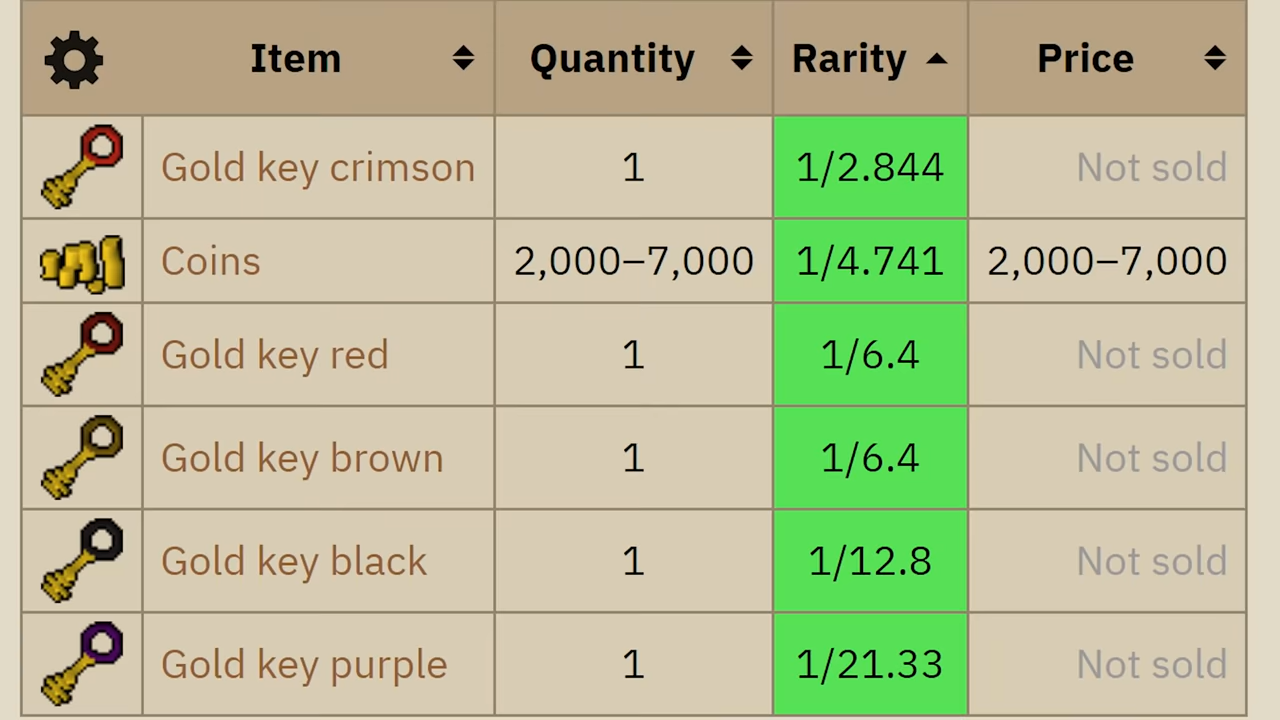 Item Quantity Rarity Price
Gold key crimson 1 1/2.844 Not sold
Coins 2,000–7,000 1/4.741 2,000–7,000
Gold key red 1 1/6.4 Not sold
Gold key brown 1 1/6.4 Not sold
Gold key black 1 1/12.8 Not sold
Gold key purple 1 1/21.33 Not sold